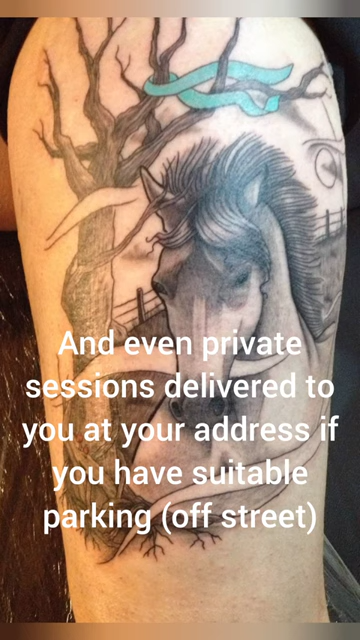 And even private
sessions delivered to
you at your address if
you have suitable
parking (off street)